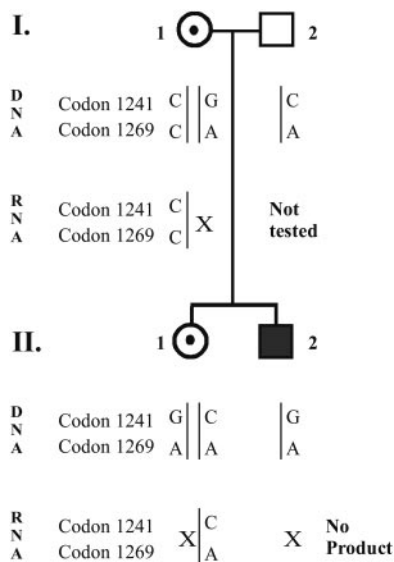 I. 1 2
D
N
A
Codon 1241 C G C
Codon 1269 C A A
R
N
A
Codon 1241 C
Codon 1269 C X
Not
tested
II. 1 2
D
N
A
Codon 1241 G C G
Codon 1269 A A A
R
N
A
Codon 1241 C
Codon 1269 X A X
No
Product